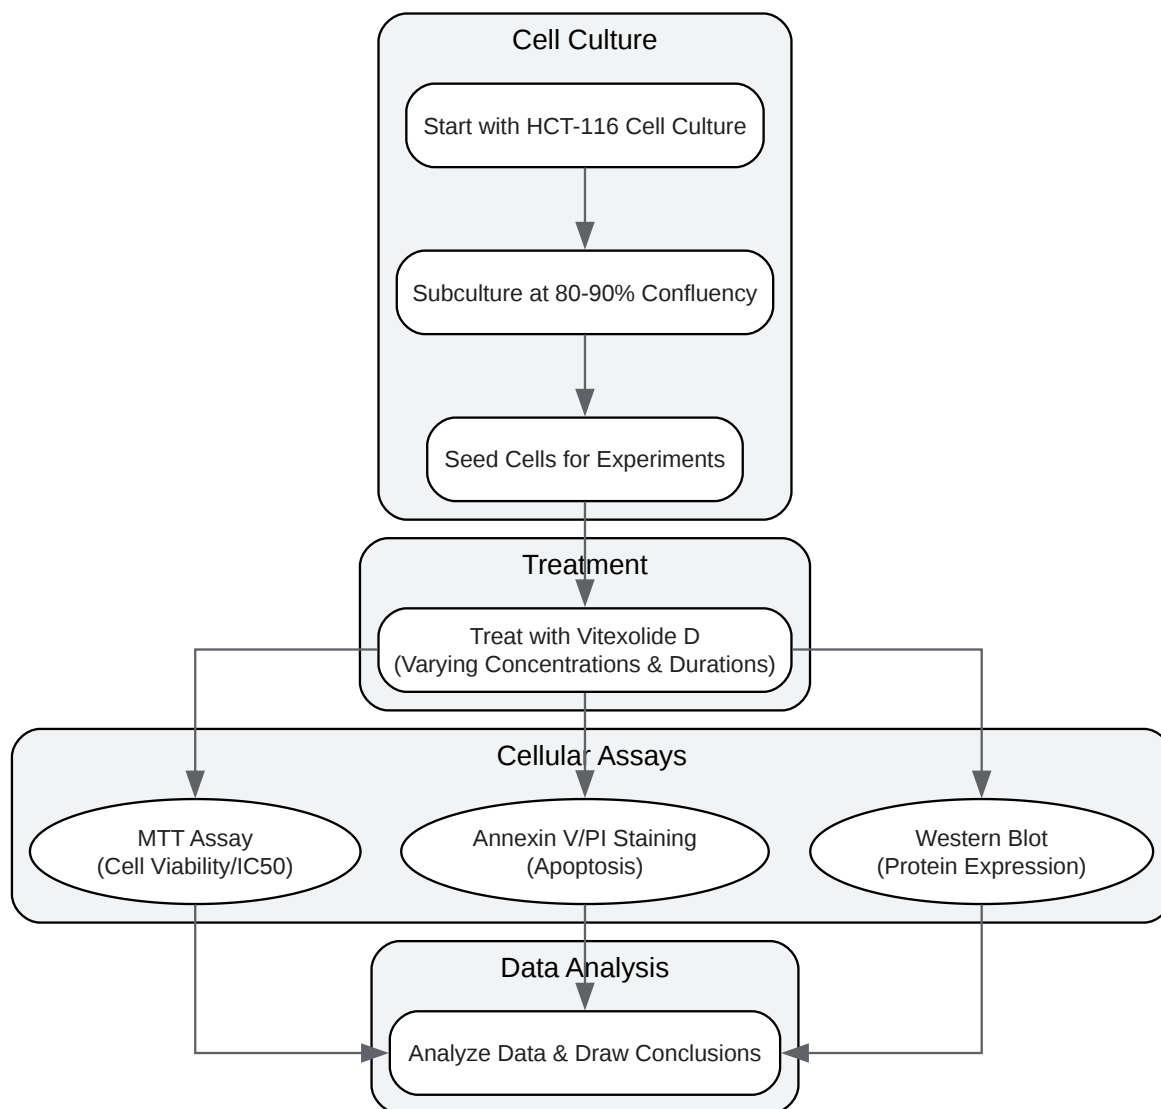 Cell Culture
Start with HCT-116 Cell Culture
Subculture at 80-90% Confluency
Seed Cells for Experiments
Treatment
Treat with Vitexolide D
(Varying Concentrations & Durations)
Cellular Assays
MTT Assay
(Cell Viability/IC50)
Annexin V/PI Staining
(Apoptosis)
Western Blot
(Protein Expression)
Data Analysis
Analyze Data & Draw Conclusions